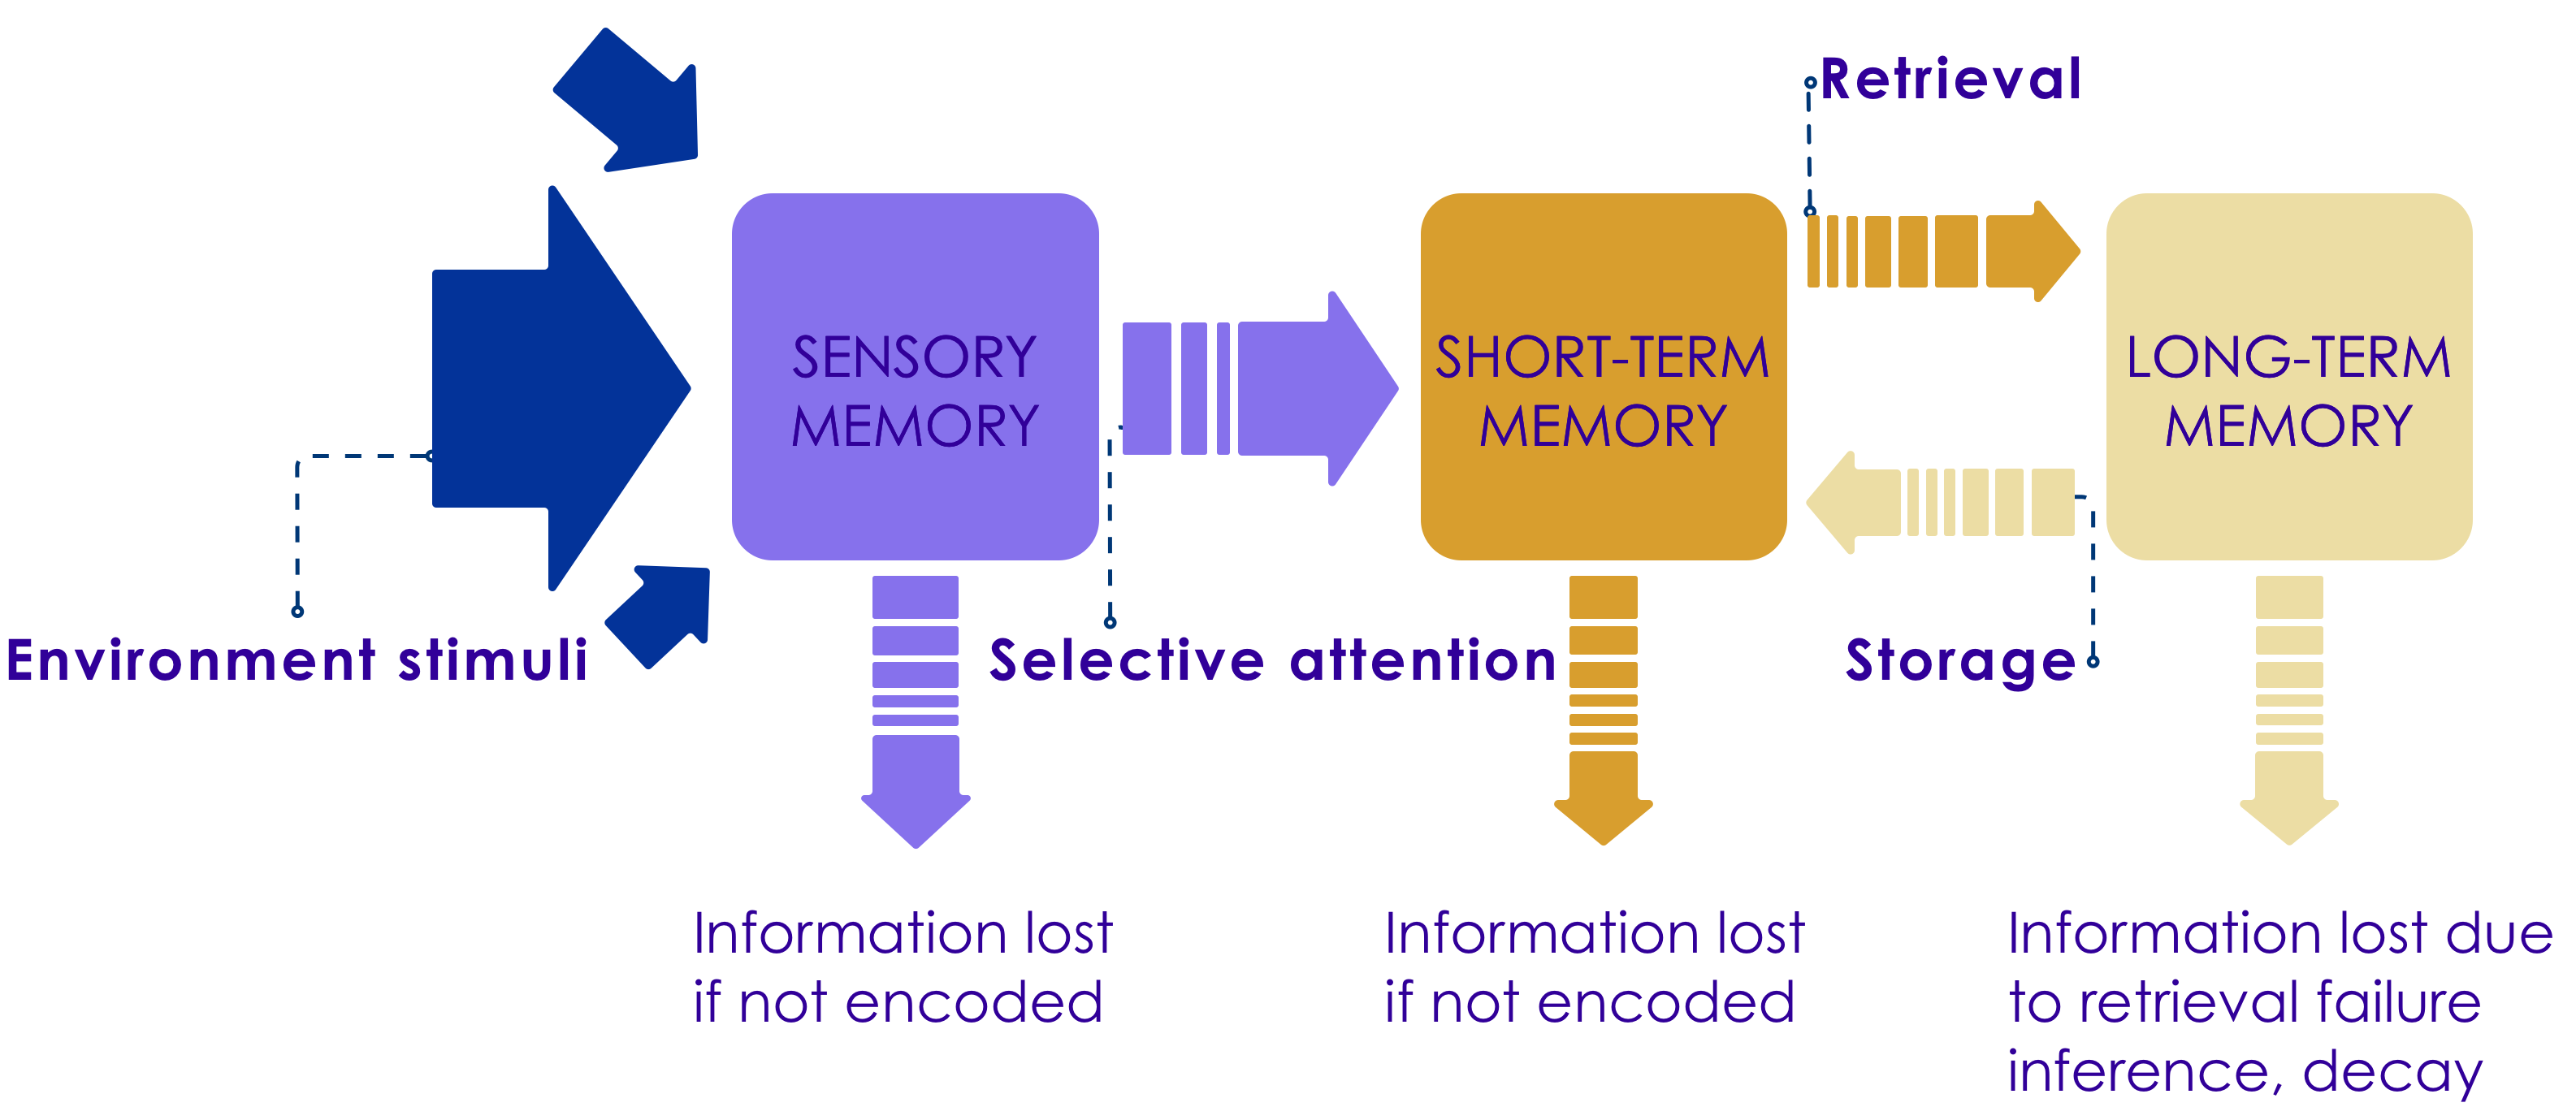 Retrieval
SENSORY
MEMORY
SHORT-TERM
MEMORY
LONG-TERM
MEMORY
Environment stimuli
Selective attention
Storage
Information lost
if not encoded
Information lost
if not encoded
Information lost due
to retrieval failure
inference, decay